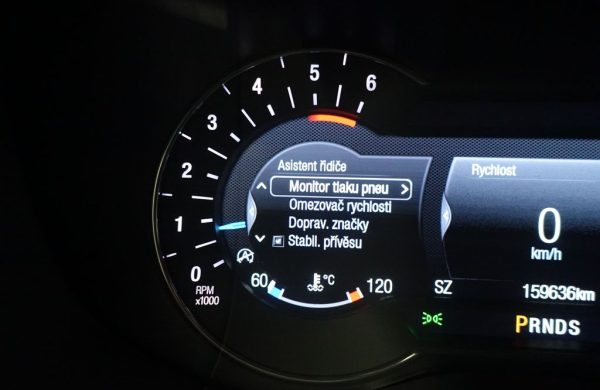 6
5
4
3
2
1
0
RPM
x1000
Asistent řidiče
Monitor tlaku pneu
Omezovač rychlosti
Doprav. značky
Stabil. přívěsu
60 °C 120
Rychlost
0
km/h
SZ 159636km
PRNDS